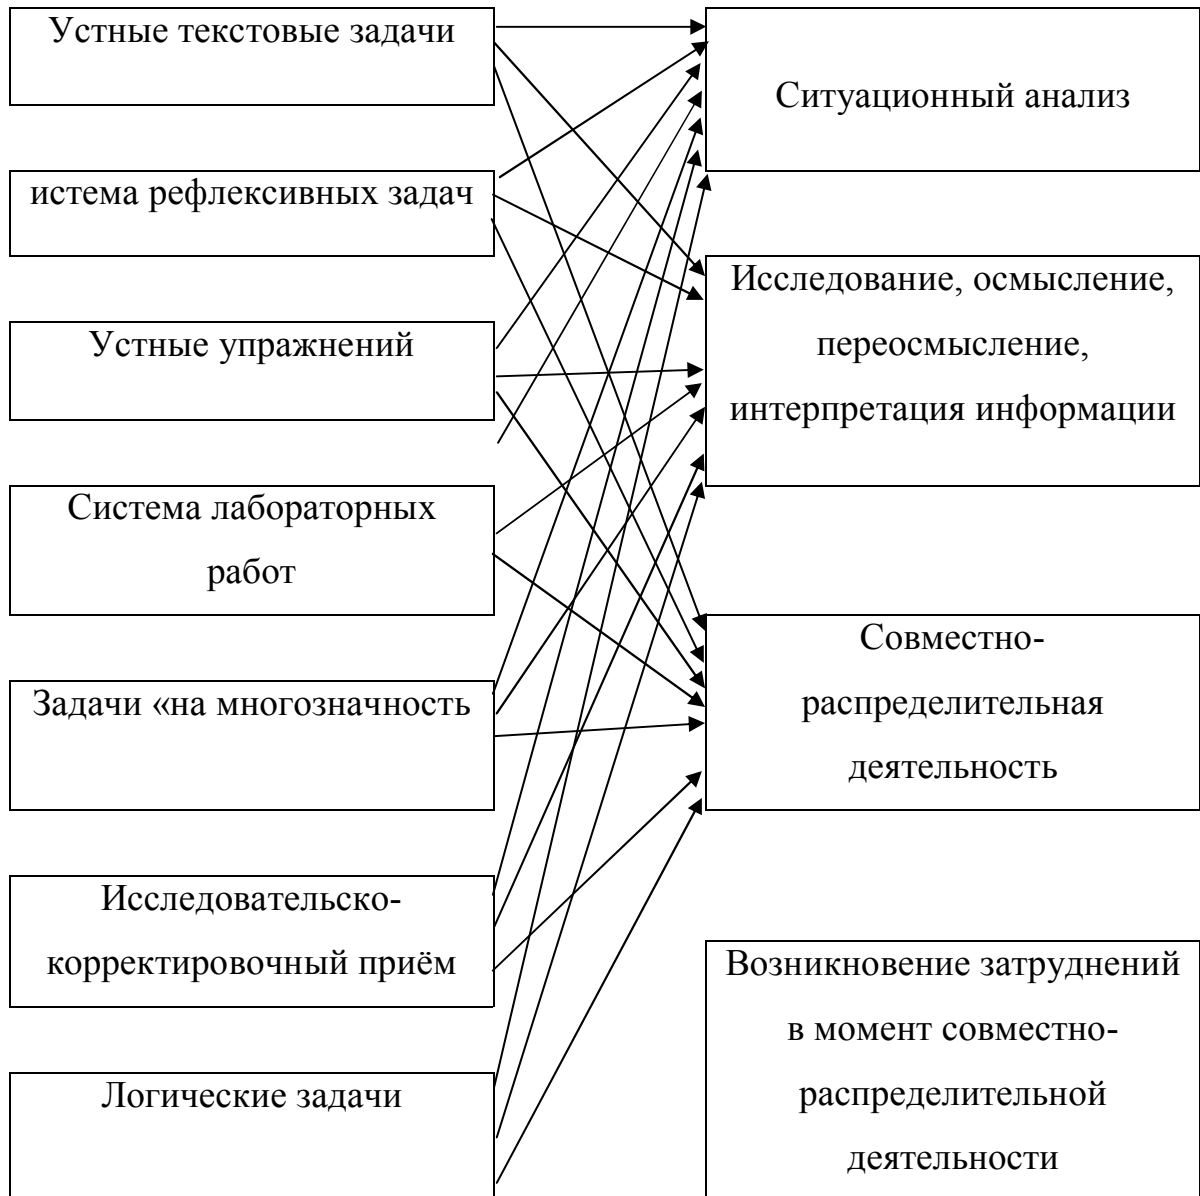 Устные текстовые задачи
истема рефлексивных задач
Устные упражнений
Система лабораторных
работ
Задачи «на многозначность
Исследовательско-
корректировочный приём
Логические задачи
Ситуационный анализ
Исследование, осмысление,
переосмысление,
интерпретация информации
Совместно-
распределительная
деятельность
Возникновение затруднений
в момент совместно-
распределительной
деятельности